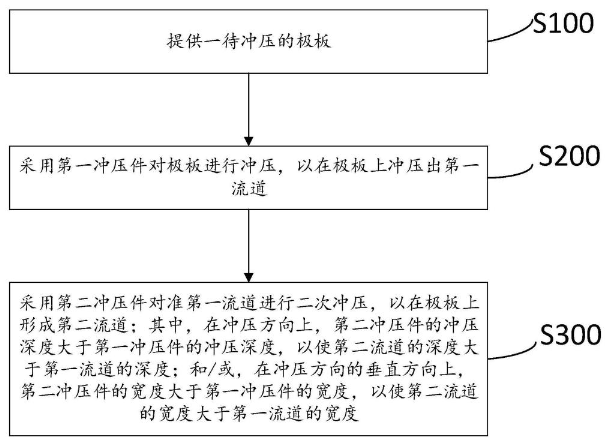 提供一待冲压的极板
S100
采用第一冲压件对极板进行冲压，以在极板上冲压出第一
流道
S200
采用第二冲压件对准第一流道进行二次冲压，以在极板上
形成第二流道；其中，在冲压方向上，第二冲压件的冲压
深度大于第一冲压件的冲压深度，以使第二流道的深度大
于第一流道的深度；和/或，在冲压方向的垂直方向上，
第二冲压件的宽度大于第一冲压件的宽度，以使第二流道
的宽度大于第一流道的宽度
S300